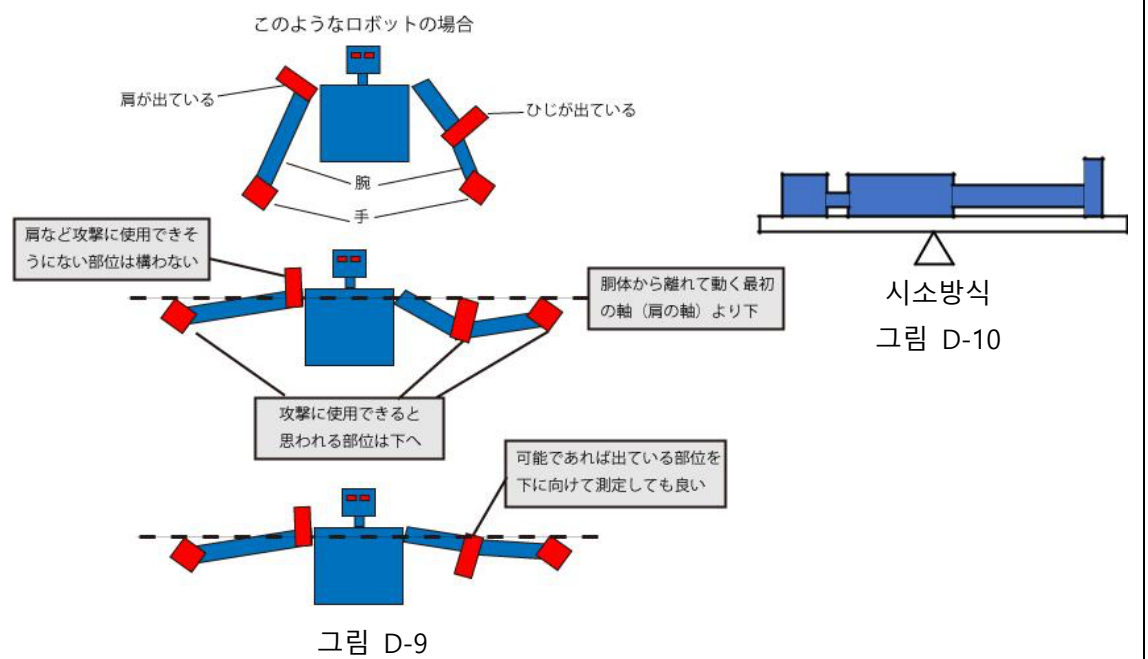 このようなロボットの場合
肩が出ている
ひじが出ている
腕
手
肩など攻撃に使用できそ
うにない部位は構わない
胴体から離れて動く最初
の軸（肩の軸）より下
攻撃に使用できると
思われる部位は下へ
可能であれば出ている部位を
下に向けて測定しても良い
그림 D-9
시소방식
그림 D-10